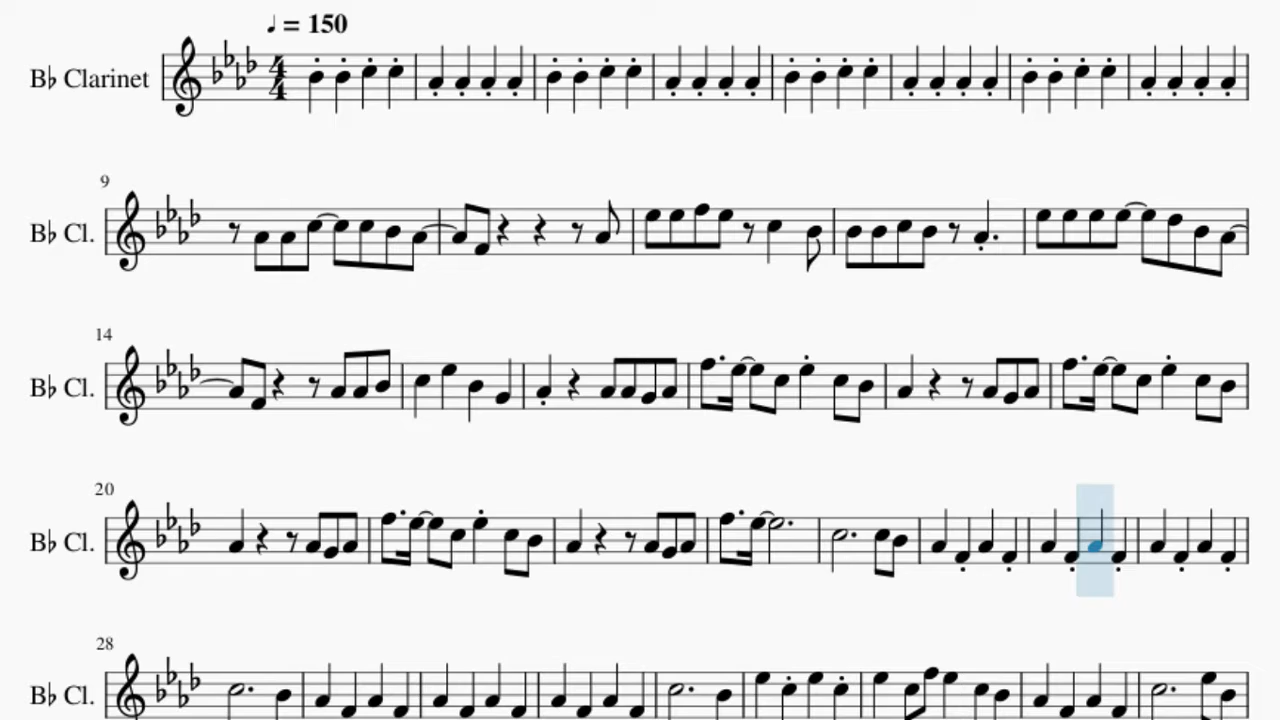 ♩ = 150
B♭ Clarinet
4
4
9
B♭ Cl.
14
B♭ Cl.
20
B♭ Cl.
28
B♭ Cl.